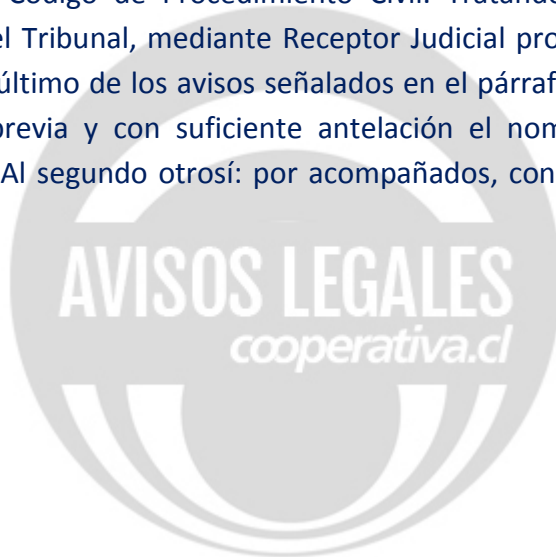 Código de Procedimiento Civil. Tratando
el Tribunal, mediante Receptor Judicial pro
último de los avisos señalados en el párraf
previa y con suficiente antelación el nom
Al segundo otrosí: por acompañados, con
AVISOS LEGALES
cooperativa.cl